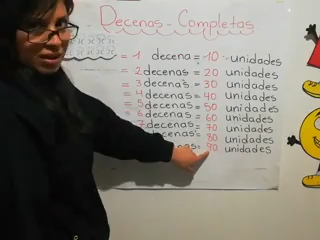 Decenas - Completas
= 1 decena = 10 unidades
= 2 decenas = 20 unidades
= 3 decenas = 30 unidades
= 4 decenas = 40 unidades
= 5 decenas = 50 unidades
= 6 decenas = 60 unidades
= 7 decenas = 70 unidades
decenas = 80 unidades
= 90 unidades